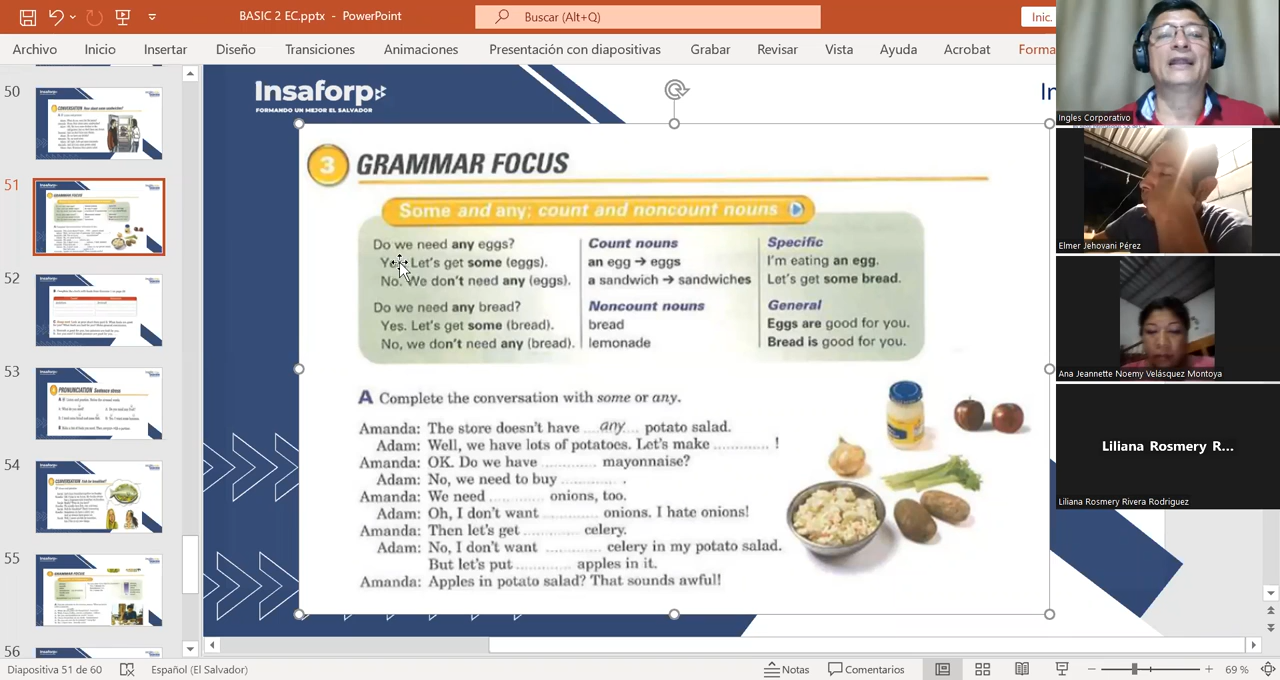 BASIC 2 EC.pptx - PowerPoint
Buscar (Alt+Q)
Inic.
Archivo Inicio Insertar Diseño Transiciones Animaciones Presentación con diapositivas Grabar Revisar Vista Ayuda Acrobat Forma
50
51
52
53
54
55
56
Insaforp
FORMANDO UN MEJOR EL SALVADOR
In
3 GRAMMAR FOCUS
Some and any; count and noncount nouns
Do we need any eggs?
Yes. Let's get some (eggs).
No. We don't need any (eggs).
Do we need any bread?
Yes. Let's get some (bread).
No, we don't need any (bread).
Count nouns
an egg → eggs
a sandwich → sandwiches
Noncount nouns
bread
lemonade
Specific
I'm eating an egg.
Let's get some bread.
General
Eggs are good for you.
Bread is good for you.
A Complete the conversation with some or any.
Amanda: The store doesn't have any potato salad.
Adam: Well, we have lots of potatoes. Let's make ............ !
Amanda: OK. Do we have ............ mayonnaise?
Adam: No, we need to buy ............ .
Amanda: We need ............ onions, too.
Adam: Oh, I don't want ............ onions. I hate onions!
Amanda: Then let's get ............ celery.
Adam: No, I don't want ............ celery in my potato salad.
But let's put ............ apples in it.
Amanda: Apples in potato salad? That sounds awful!
Ingles Corporativo
Elmer Jehovani Pérez
Ana Jeannette Noemy Velásquez Montoya
Liliana Rosmery R...
Liliana Rosmery Rivera Rodriguez
Diapositiva 51 de 60 Español (El Salvador) Notas Comentarios 69 %